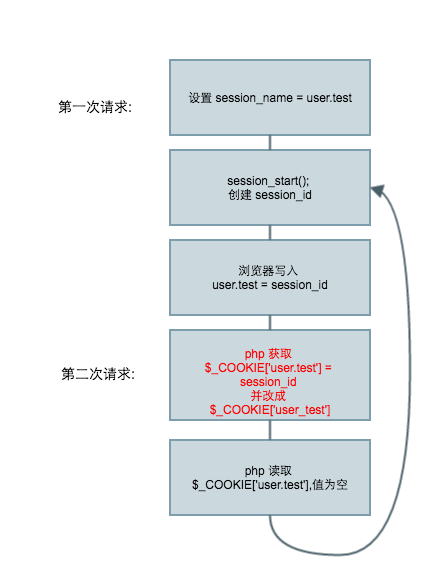 第一次请求:
设置 session_name = user.test
session_start();
创建 session_id
浏览器写入
user.test = session_id
第二次请求:
php 获取
$_COOKIE['user.test'] =
session_id
并改成
$_COOKIE['user_test']
php 读取
$_COOKIE['user.test'],值为空